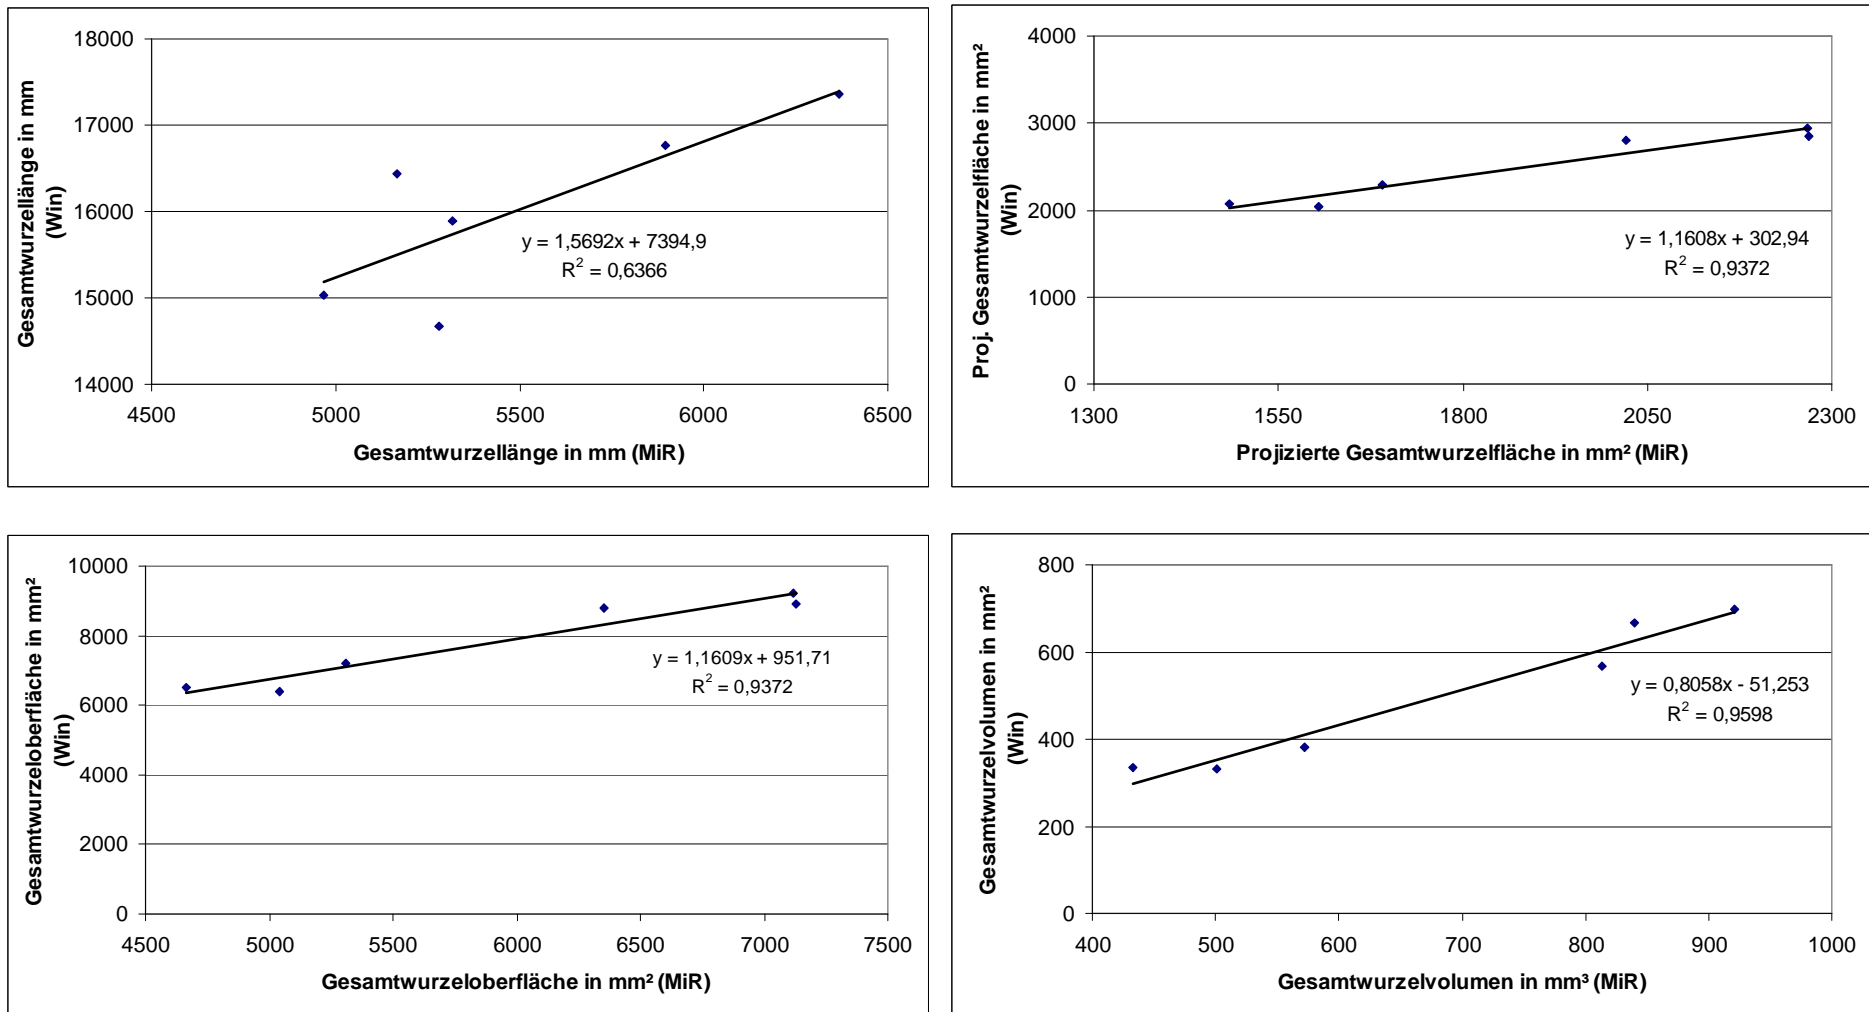 Gesamtwurzellänge in mm
(Win)
18000
17000
16000
15000
14000
4500
5000
5500
6000
6500
y = 1,5692x + 7394,9
R² = 0,6366
Gesamtwurzellänge in mm (MiR)
Proj. Gesamtwurzelfläche in mm²
(Win)
4000
3000
2000
1000
0
1300
1550
1800
2050
2300
y = 1,1608x + 302,94
R² = 0,9372
Projizierte Gesamtwurzelfläche in mm² (MiR)
Gesamtwurzeloberfläche in mm²
(Win)
10000
8000
6000
4000
2000
0
4500
5000
5500
6000
6500
7000
7500
y = 1,1609x + 951,71
R² = 0,9372
Gesamtwurzeloberfläche in mm² (MiR)
Gesamtwurzelvolumen in mm²
(Win)
800
600
400
200
0
400
500
600
700
800
900
1000
y = 0,8058x - 51,253
R² = 0,9598
Gesamtwurzelvolumen in mm³ (MiR)